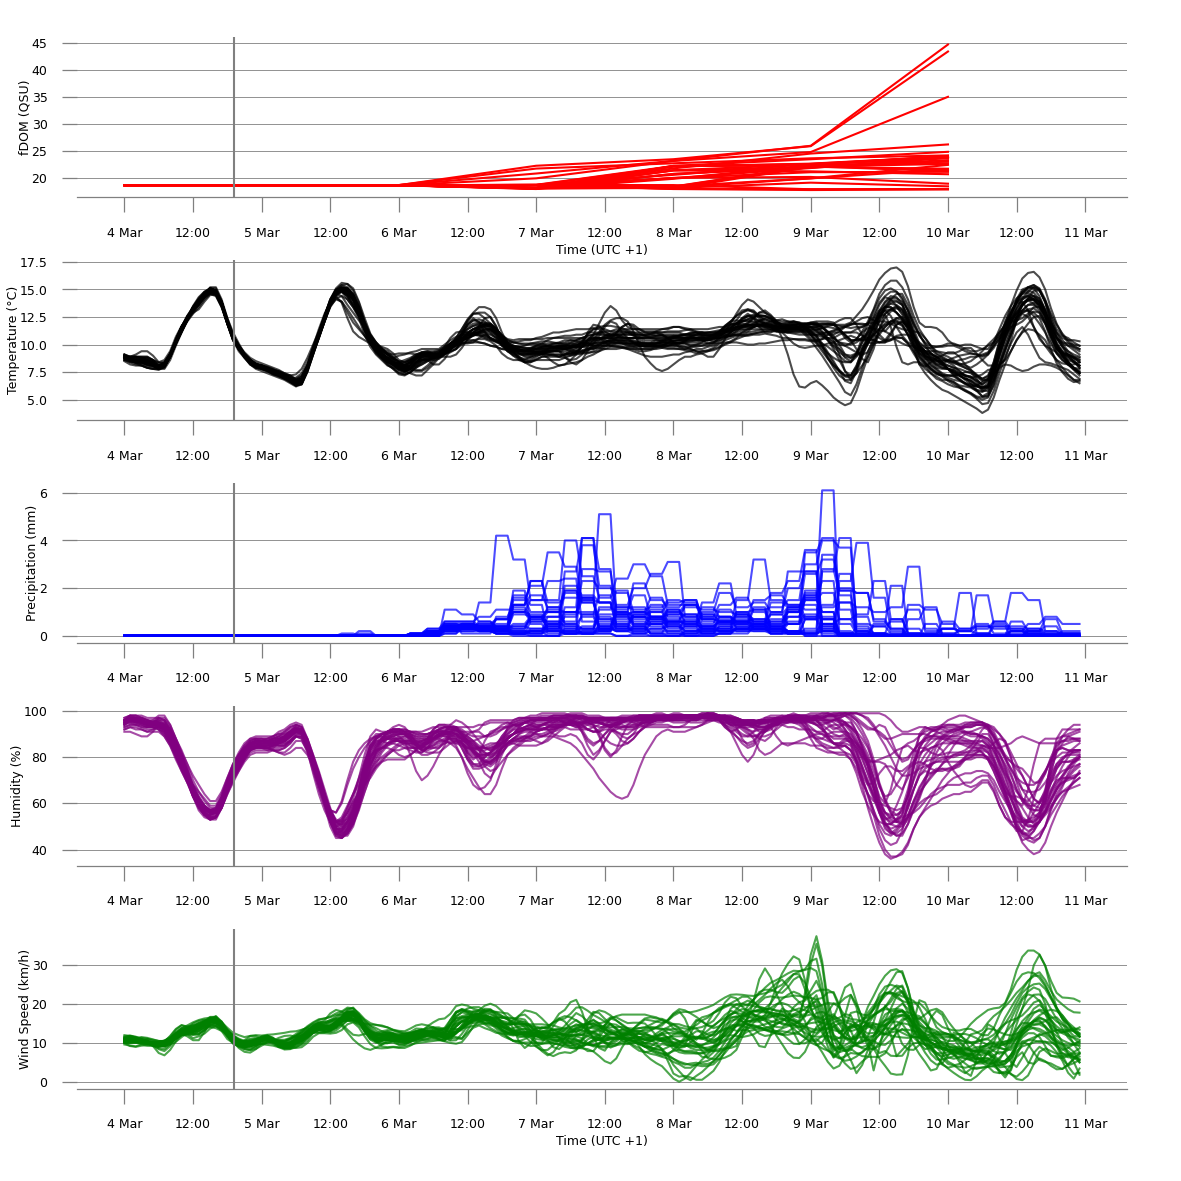 fDOM (QSU)
45
40
35
30
25
20
4 Mar 12:00 5 Mar 12:00 6 Mar 12:00 7 Mar 12:00 8 Mar 12:00 9 Mar 12:00 10 Mar 12:00 11 Mar
Time (UTC +1)
Temperature (°C)
17.5
15.0
12.5
10.0
7.5
5.0
4 Mar 12:00 5 Mar 12:00 6 Mar 12:00 7 Mar 12:00 8 Mar 12:00 9 Mar 12:00 10 Mar 12:00 11 Mar
Precipitation (mm)
6
4
2
0
4 Mar 12:00 5 Mar 12:00 6 Mar 12:00 7 Mar 12:00 8 Mar 12:00 9 Mar 12:00 10 Mar 12:00 11 Mar
Humidity (%)
100
80
60
40
4 Mar 12:00 5 Mar 12:00 6 Mar 12:00 7 Mar 12:00 8 Mar 12:00 9 Mar 12:00 10 Mar 12:00 11 Mar
Wind Speed (km/h)
30
20
10
0
4 Mar 12:00 5 Mar 12:00 6 Mar 12:00 7 Mar 12:00 8 Mar 12:00 9 Mar 12:00 10 Mar 12:00 11 Mar
Time (UTC +1)